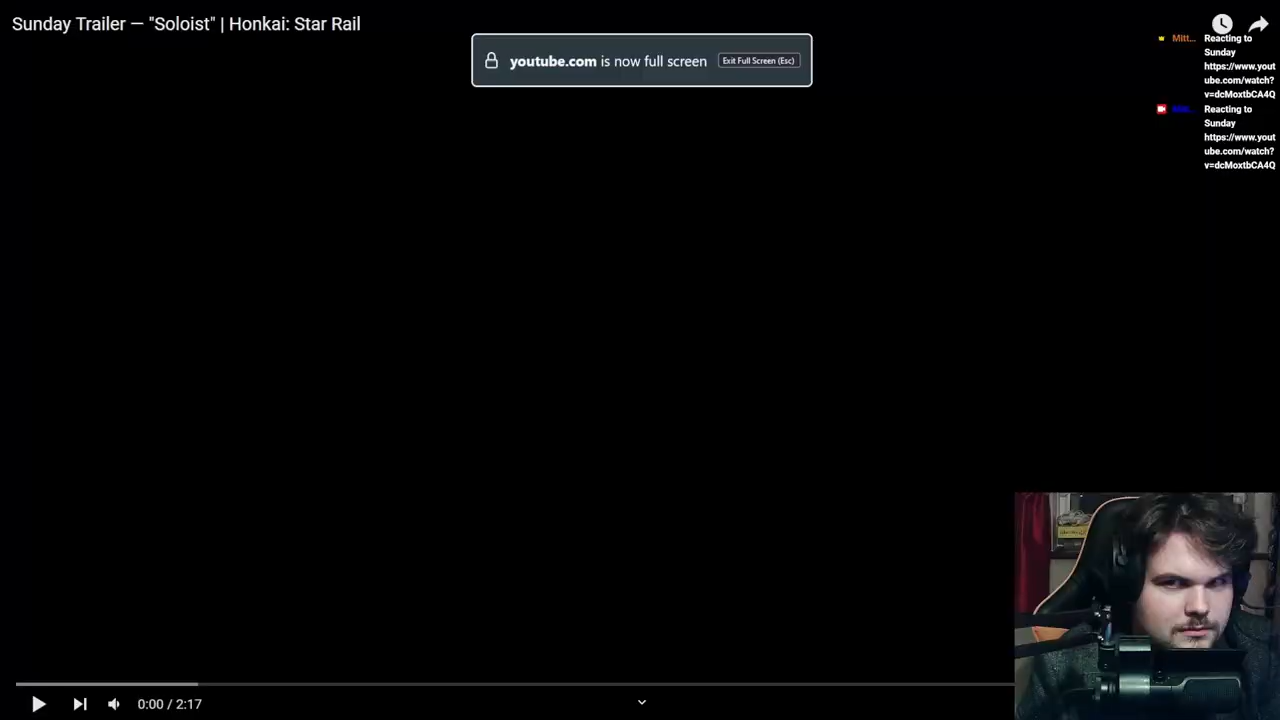 Sunday Trailer — "Soloist" | Honkai: Star Rail
youtube.com is now full screen
Exit Full Screen (Esc)
Mitt...
Reacting to
Sunday
https://www.yout
ube.com/watch?
v=dcMoxtbCA4Q
Reacting to
Sunday
https://www.yout
ube.com/watch?
v=dcMoxtbCA4Q
0:00 / 2:17